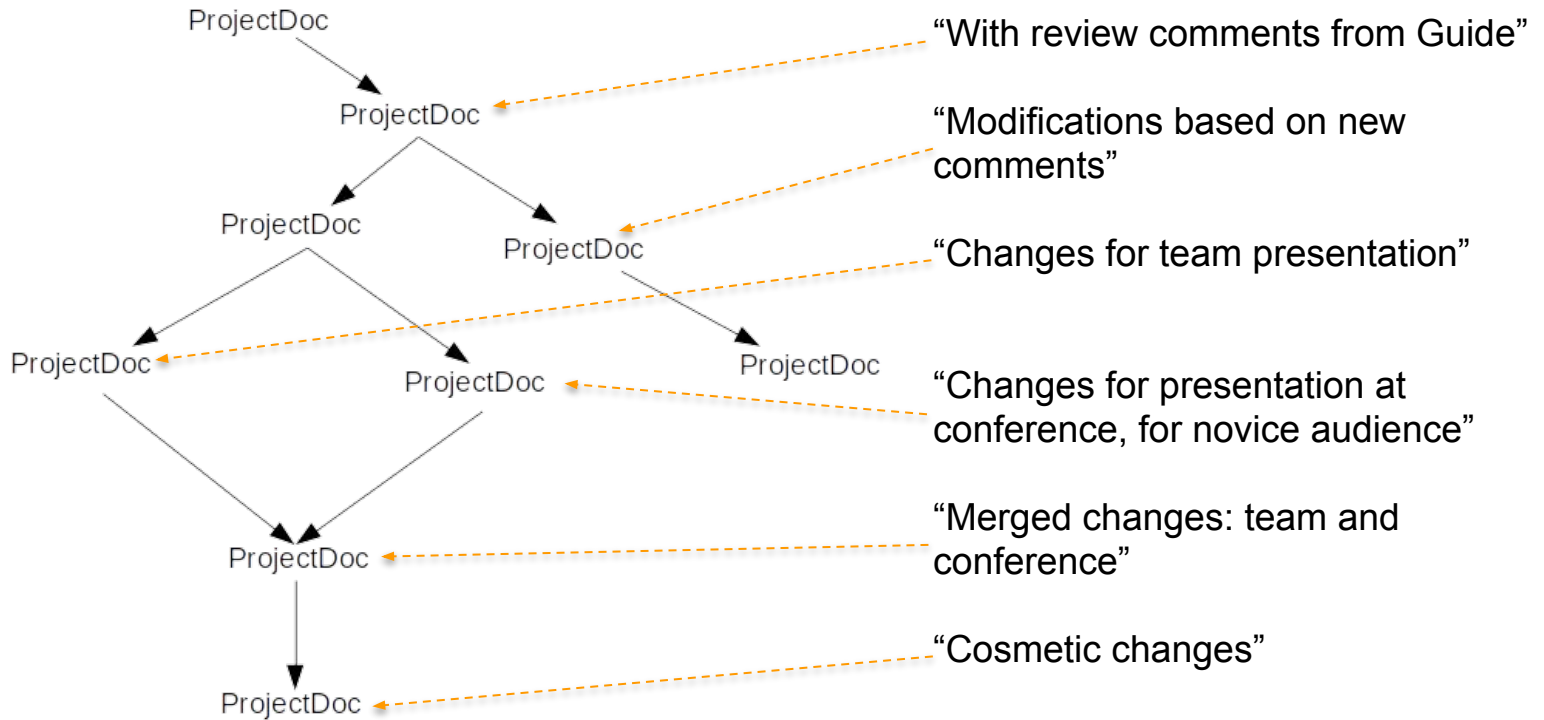 ProjectDoc
“With review comments from Guide”
ProjectDoc
“Modifications based on new
comments”
ProjectDoc
ProjectDoc
“Changes for team presentation”
ProjectDoc
ProjectDoc
ProjectDoc
“Changes for presentation at
conference, for novice audience”
“Merged changes: team and
conference”
ProjectDoc
“Cosmetic changes”
ProjectDoc